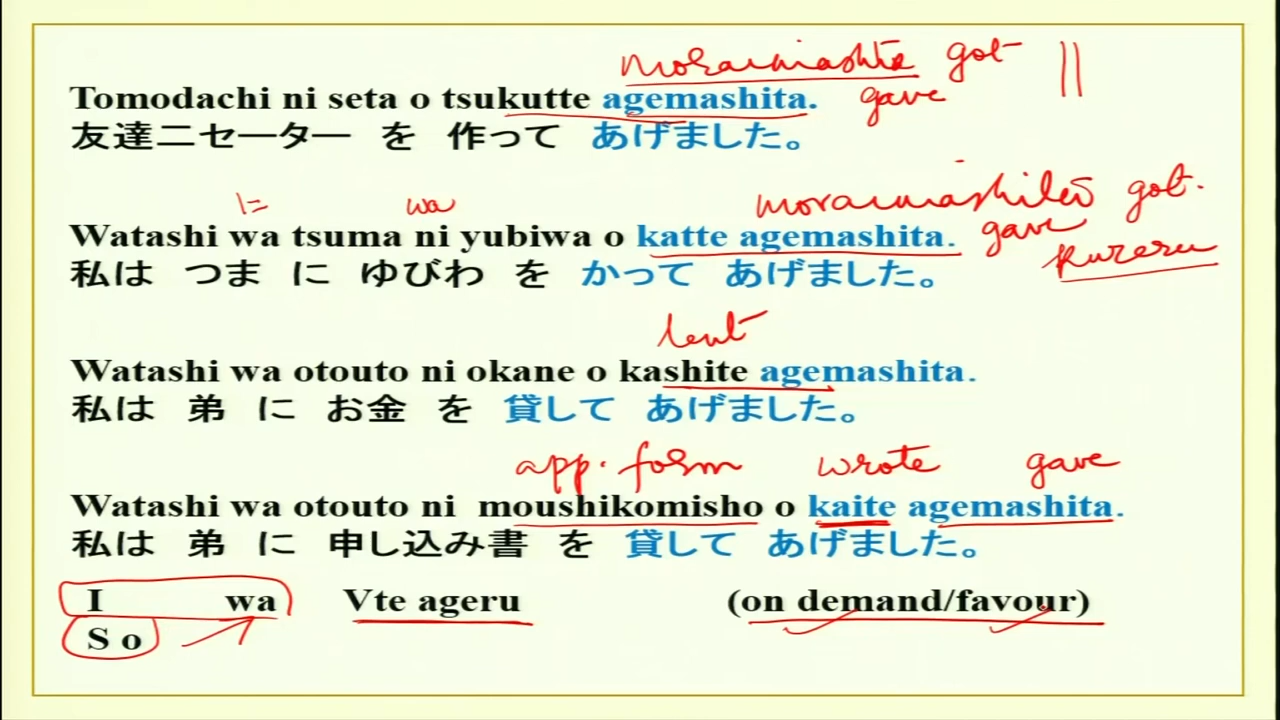 moraimashita got
Tomodachi ni seta o tsukutte agemashita. gave
友達二セーター を 作って あげました。
I = wa moraimashita got.
Watashi wa tsuma ni yubiwa o katte agemashita. gave
私は つま に ゆびわ を かって あげました。 Kureru
lent
Watashi wa otouto ni okane o kashite agemashita.
私は 弟 に お金 を 貸して あげました。
app. form wrote gave
Watashi wa otouto ni moushikomisho o kaite agemashita.
私は 弟 に 申し込み書 を 貸して あげました。
I wa Vte ageru (on demand/favour)
S o